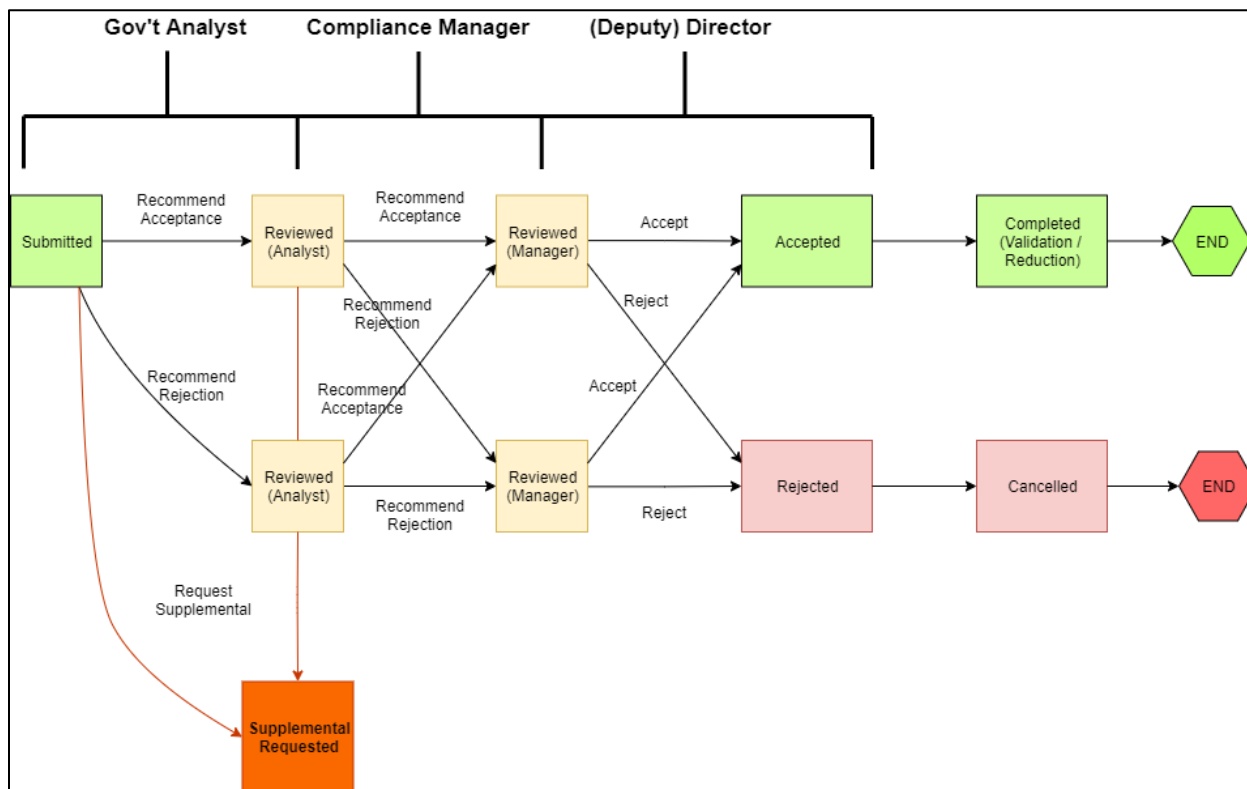 Gov't Analyst
Compliance Manager
(Deputy) Director
Submitted
Recommend
Acceptance
Reviewed
(Analyst)
Recommend
Acceptance
Reviewed
(Manager)
Accept
Accepted
Completed
(Validation /
Reduction)
END
Recommend
Rejection
Recommend
Rejection
Recommend
Acceptance
Reject
Accept
Reviewed
(Analyst)
Recommend
Rejection
Reviewed
(Manager)
Reject
Rejected
Cancelled
END
Request
Supplemental
Supplemental
Requested